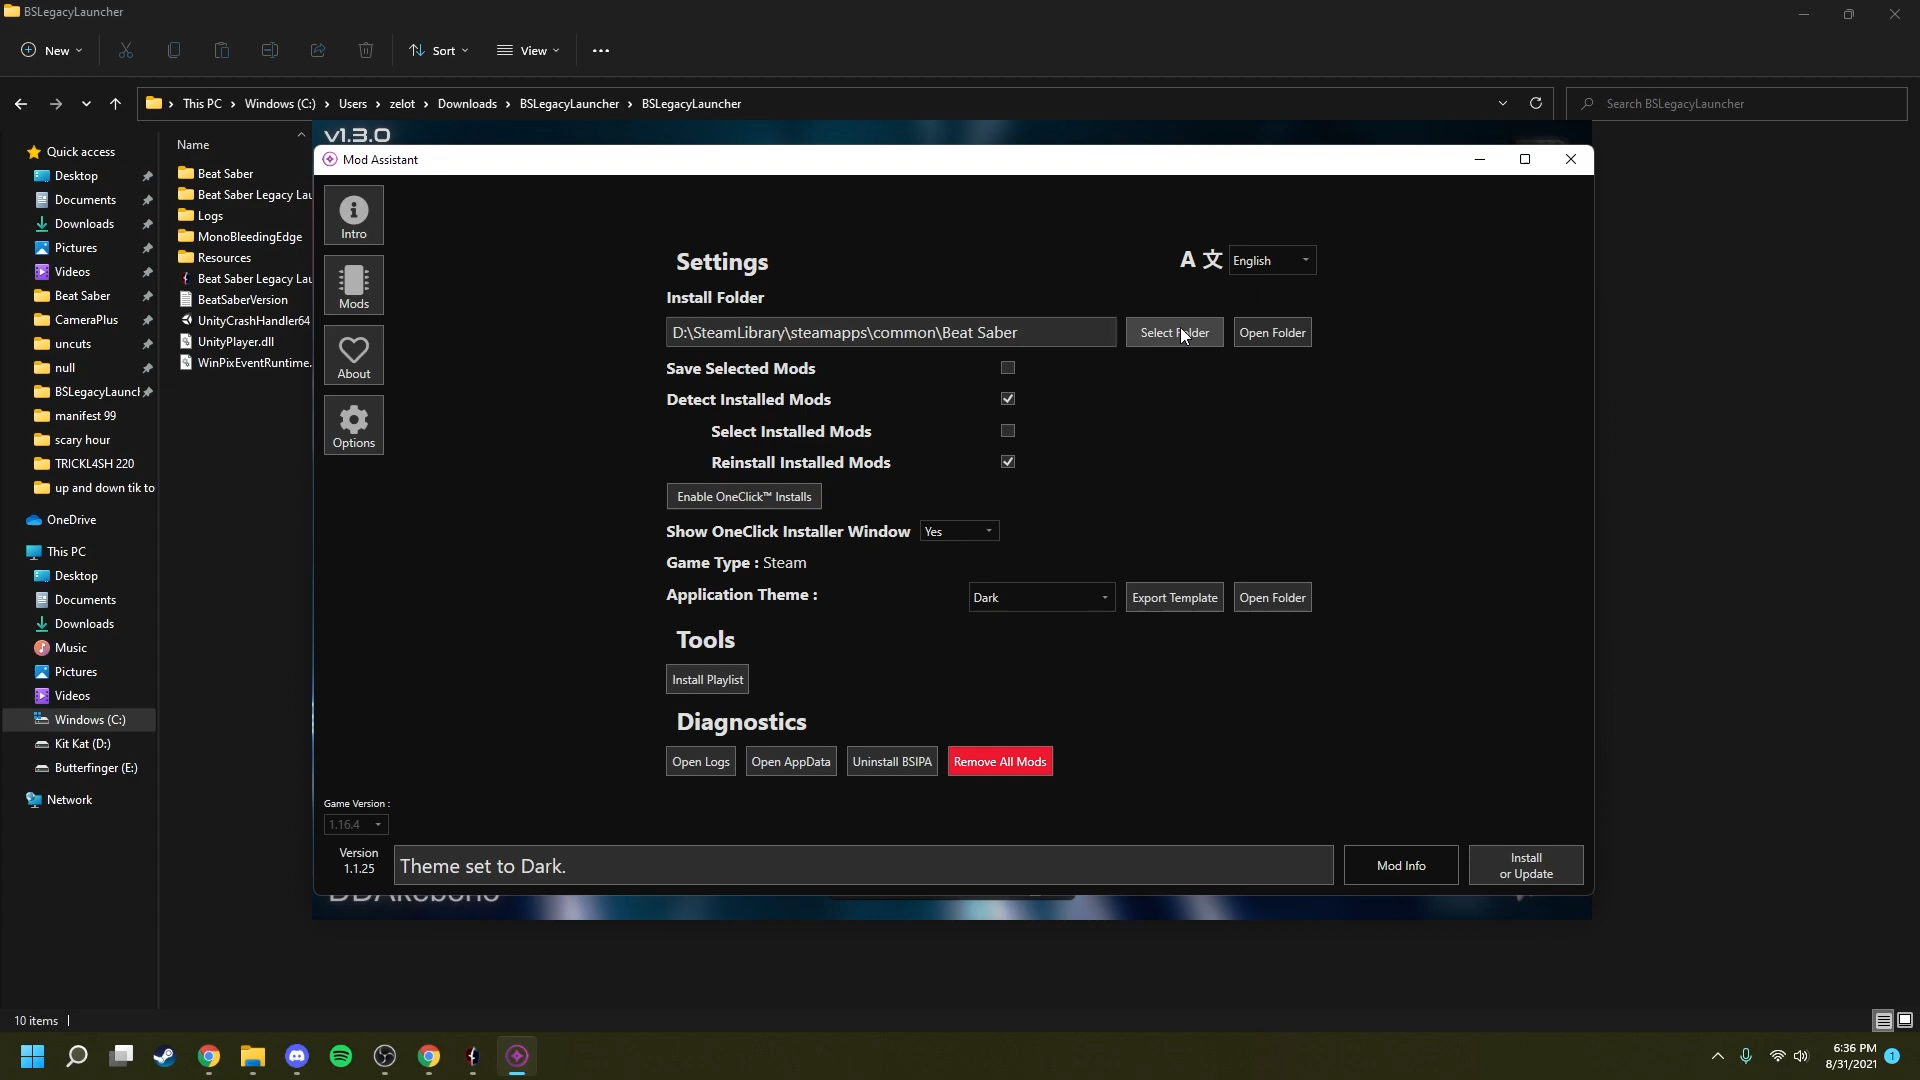 BSLegacyLauncher
New
Sort
View
This PC
Windows (C:)
Users
zelot
Downloads
BSLegacyLauncher
BSLegacyLauncher
Search BSLegacyLauncher
Quick access
Desktop
Documents
Downloads
Pictures
Videos
Beat Saber
CameraPlus
uncuts
null
BSLegacyLauncl
manifest 99
scary hour
TRICKL4SH 220
up and down tik to
OneDrive
This PC
Desktop
Documents
Downloads
Music
Pictures
Videos
Windows (C:)
Kit Kat (D:)
Butterfinger (E:)
Network
Name
Beat Saber
Beat Saber Legacy Lau
Logs
MonoBleedingEdge
Resources
Beat Saber Legacy Lau
BeatSaberVersion
UnityCrashHandler64
UnityPlayer.dll
WinPixEventRuntime.
v1.3.0
Mod Assistant
Intro
Mods
About
Options
Settings
A 文 English
Install Folder
D:\SteamLibrary\steamapps\common\Beat Saber
Select Folder
Open Folder
Save Selected Mods
Detect Installed Mods
Select Installed Mods
Reinstall Installed Mods
Enable OneClick™ Installs
Show OneClick Installer Window Yes
Game Type : Steam
Application Theme : Dark
Export Template
Open Folder
Tools
Install Playlist
Diagnostics
Open Logs
Open AppData
Uninstall BSIPA
Remove All Mods
Game Version :
1.16.4
Version
1.1.25
Theme set to Dark.
Mod Info
Install
or Update
10 items
6:36 PM
8/31/2021
1